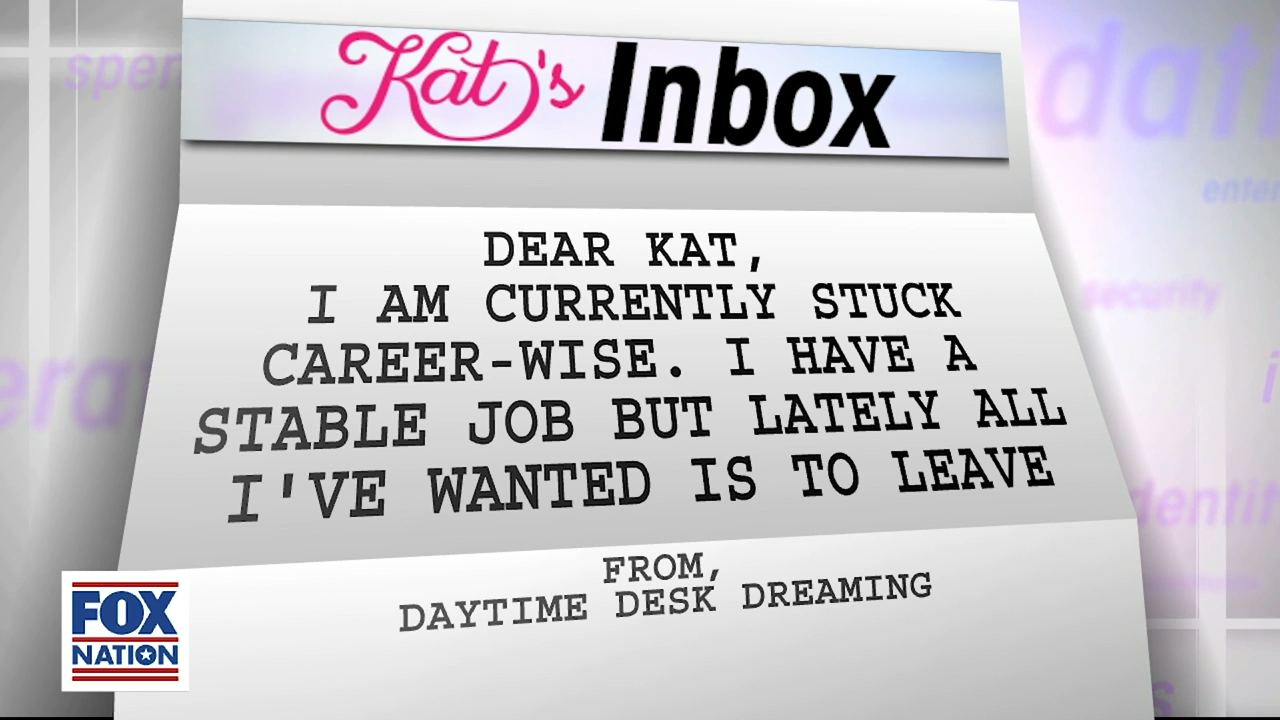 Kat's Inbox
DEAR KAT,
I AM CURRENTLY STUCK
CAREER-WISE. I HAVE A
STABLE JOB BUT LATELY ALL
I'VE WANTED IS TO LEAVE
FROM,
DAYTIME DESK DREAMING
FOX
NATION
security